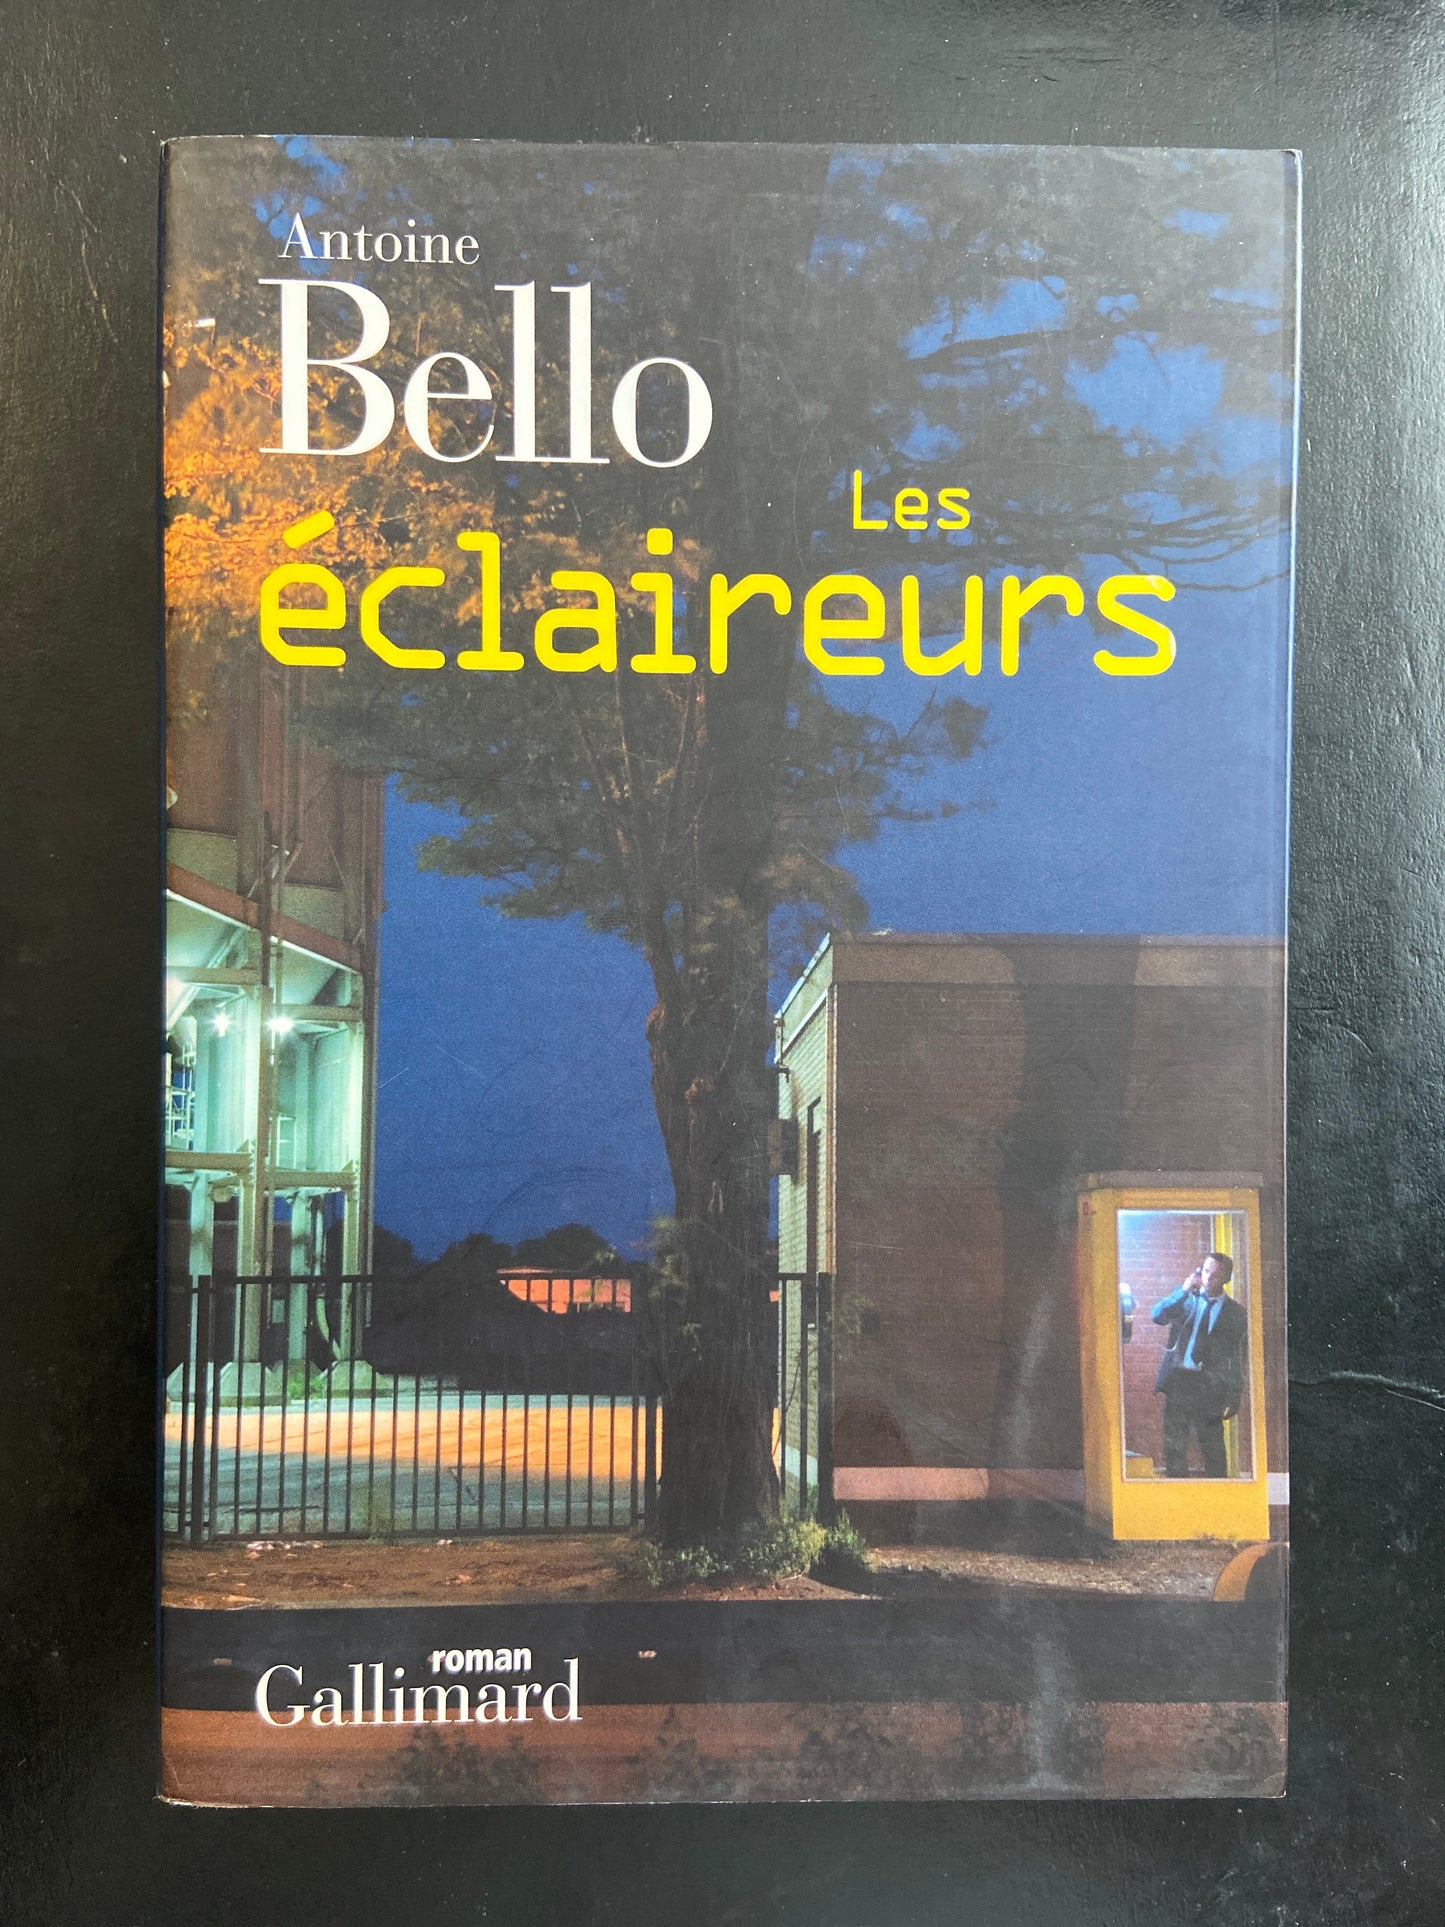 Antoine
Bello
Les
éclaireurs
roman
Gallimard